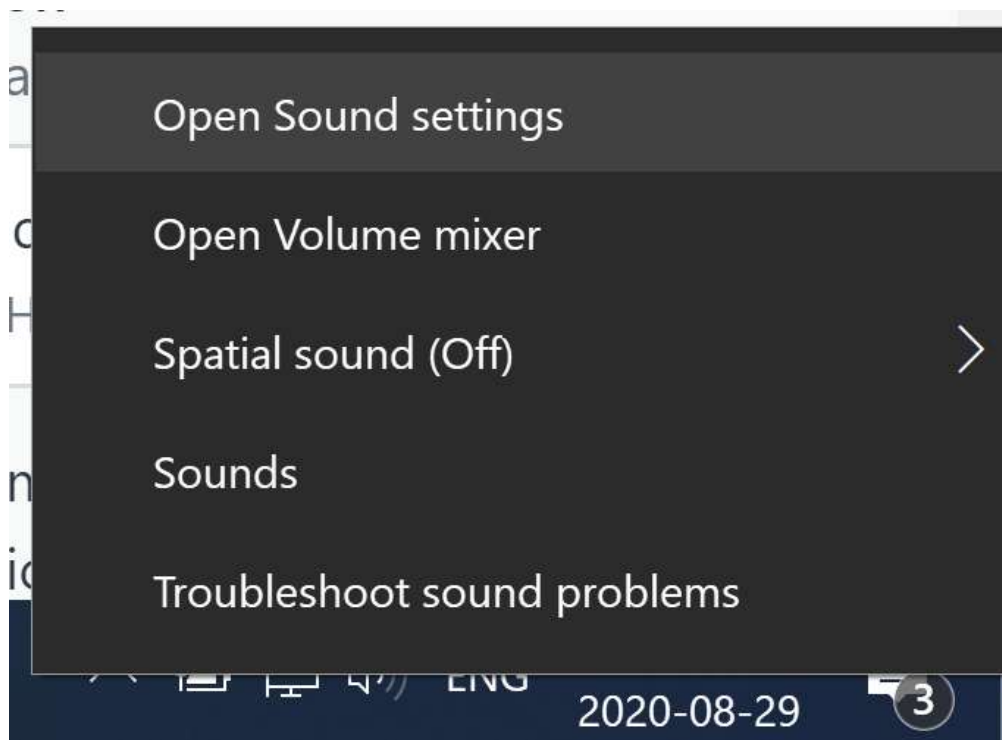 Open Sound settings
Open Volume mixer
Spatial sound (Off)
Sounds
Troubleshoot sound problems
ENG
2020-08-29
3